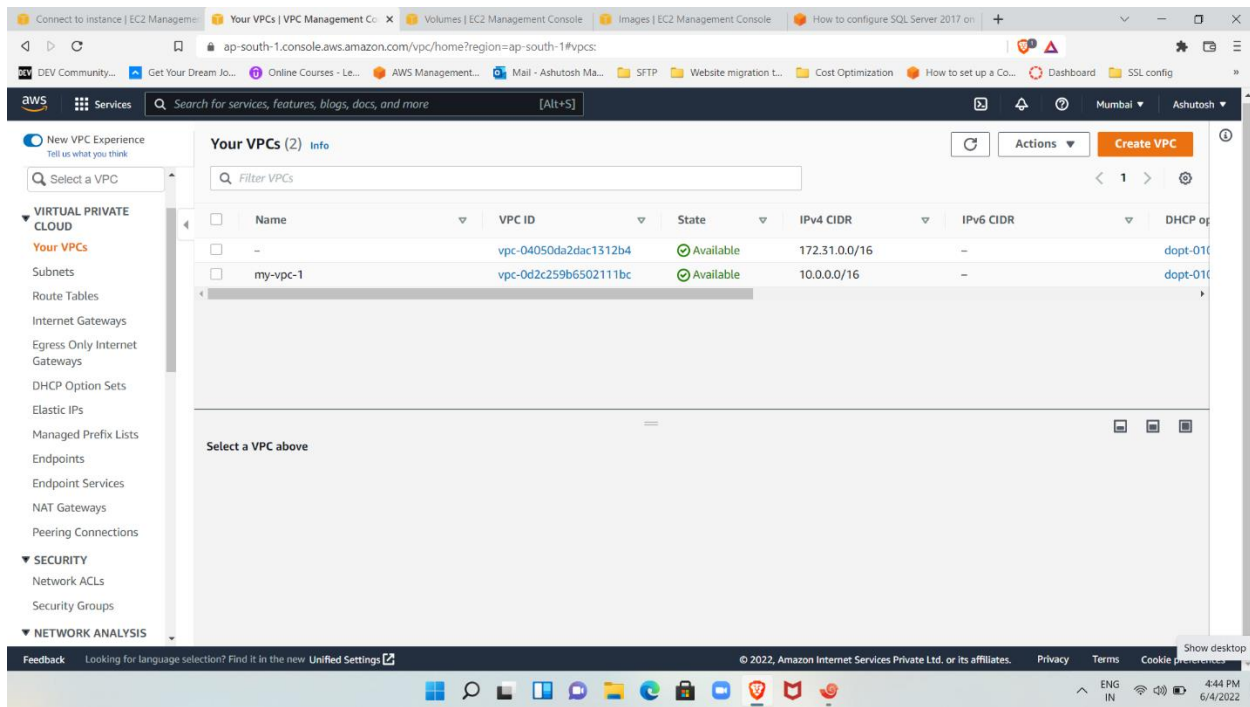 Connect to instance | EC2 Manageme
Your VPCs | VPC Management Co
Volumes | EC2 Management Console
Images | EC2 Management Console
How to configure SQL Server 2017 on
ap-south-1.console.aws.amazon.com/vpc/home?region=ap-south-1#vpcs:
DEV DEV Community... Get Your Dream Jo... Online Courses - Le... AWS Management... Mail - Ashutosh Ma... SFTP Website migration t... Cost Optimization How to set up a Co... Dashboard SSL config
aws Services Search for services, features, blogs, docs, and more [Alt+S] Mumbai Ashutosh
New VPC Experience
Tell us what you think
Select a VPC
VIRTUAL PRIVATE
CLOUD
Your VPCs
Subnets
Route Tables
Internet Gateways
Egress Only Internet
Gateways
DHCP Option Sets
Elastic IPs
Managed Prefix Lists
Endpoints
Endpoint Services
NAT Gateways
Peering Connections
SECURITY
Network ACLs
Security Groups
NETWORK ANALYSIS
Your VPCs (2) Info
Actions
Create VPC
Filter VPCs
1
Name VPC ID State IPv4 CIDR IPv6 CIDR DHCP op
– vpc-04050da2dac1312b4 Available 172.31.0.0/16 – dopt-010
my-vpc-1 vpc-0d2c259b6502111bc Available 10.0.0.0/16 – dopt-010
Select a VPC above
Feedback Looking for language selection? Find it in the new Unified Settings © 2022, Amazon Internet Services Private Ltd. or its affiliates. Privacy Terms Cookie preferences
Show desktop
ENG
IN
4:44 PM
6/4/2022